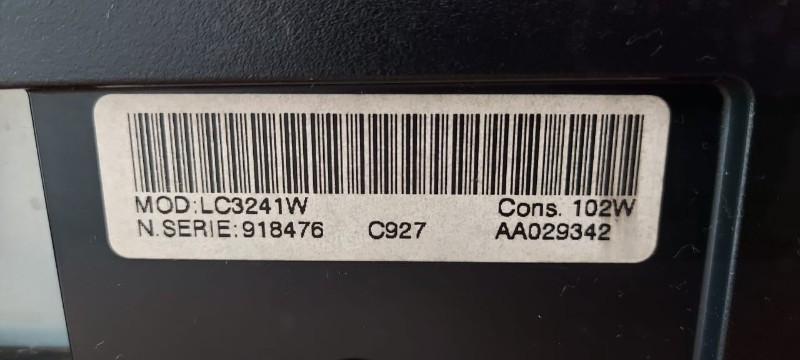 MOD:LC3241W Cons. 102W
N.SERIE:918476 C927 AA029342